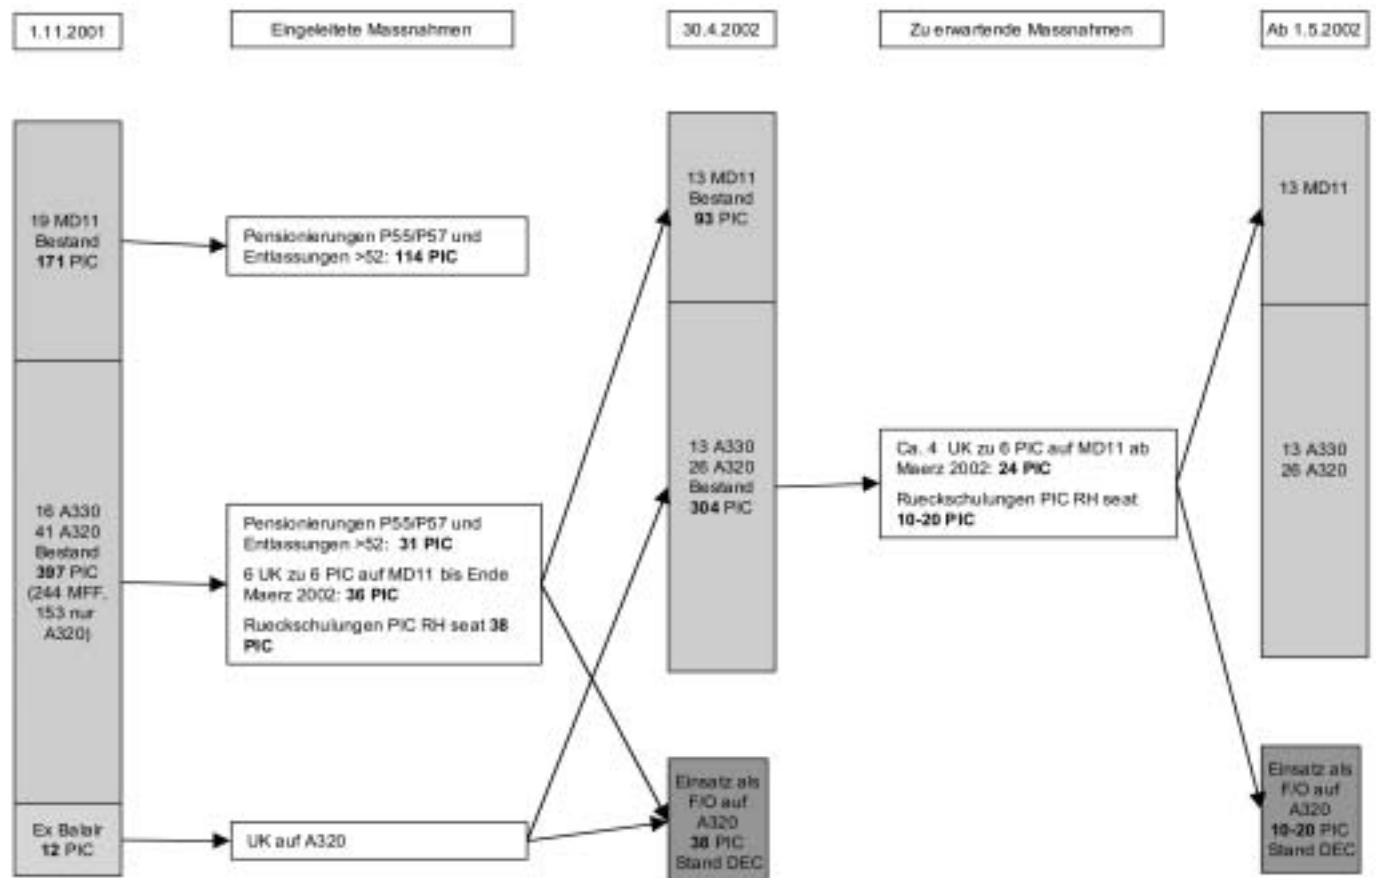 1.11.2001
Eingeleitete Massnahmen
30.4.2002
Zu erwartende Massnahmen
Ab 1.5.2002
19 MD11
Bestand
171 PIC
16 A330
41 A320
Bestand
397 PIC
(244 MFF,
153 nur
A320)
Ex Balair
12 PIC
Pensionierungen P55/P57 und
Entlassungen >52: 114 PIC
Pensionierungen P55/P57 und
Entlassungen >52: 31 PIC
6 UK zu 6 PIC auf MD11 bis Ende
Maerz 2002: 36 PIC
Rueckschulungen PIC RH seat 38
PIC
UK auf A320
13 MD11
Bestand
93 PIC
13 A330
26 A320
Bestand
304 PIC
Einsatz als
F/O auf
A320
38 PIC
Stand DEC
Ca. 4 UK zu 6 PIC auf MD11 ab
Maerz 2002: 24 PIC
Rueckschulungen PIC RH seat
10-20 PIC
13 MD11
13 A330
26 A320
Einsatz als
F/O auf
A320
10-20 PIC
Stand DEC